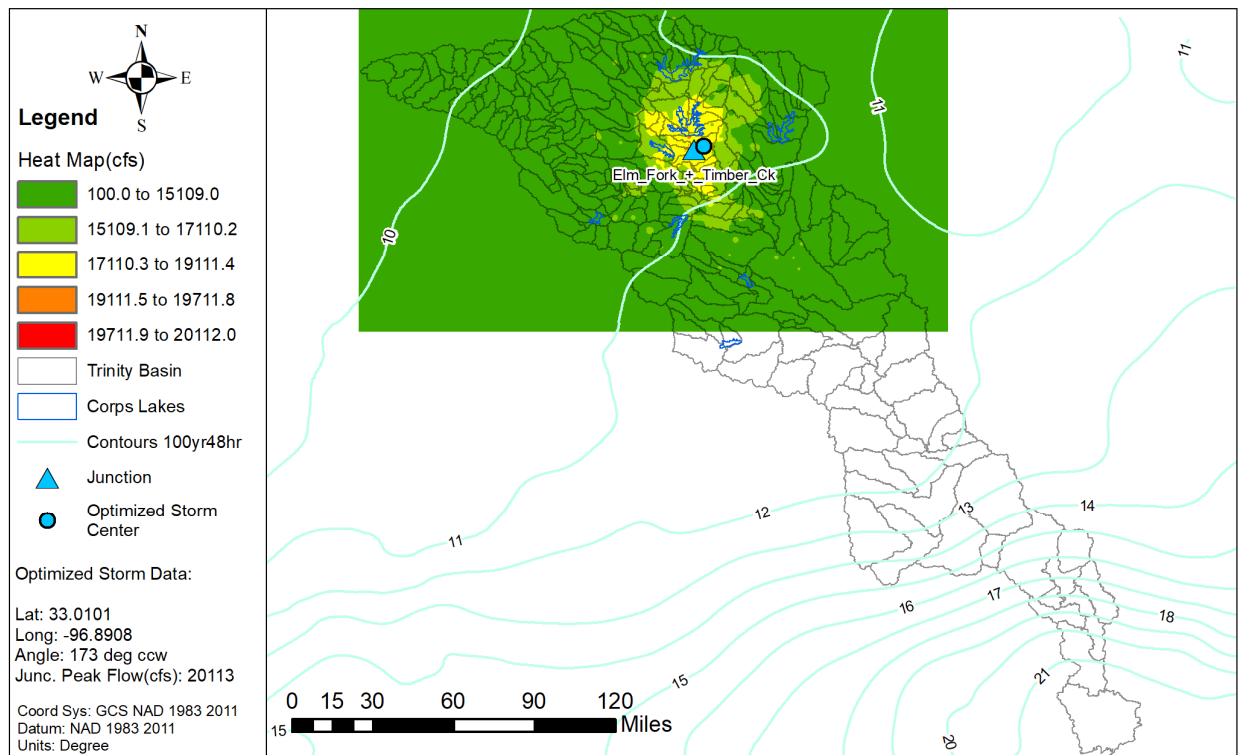 N
W
E
S
Legend
Heat Map(cfs)
100.0 to 15109.0
15109.1 to 17110.2
17110.3 to 19111.4
19111.5 to 19711.8
19711.9 to 20112.0
Trinity Basin
Corps Lakes
Contours 100yr48hr
Junction
Optimized Storm
Center
Optimized Storm Data:
Lat: 33.0101
Long: -96.8908
Angle: 173 deg ccw
Junc. Peak Flow(cfs): 20113
Coord Sys: GCS NAD 1983 2011
Datum: NAD 1983 2011
Units: Degree
11
11
Elm_Fork_+_Timber_Ck
10
12
13
14
11
16
17
18
15
21
20
15
0 15 30 60 90 120
Miles